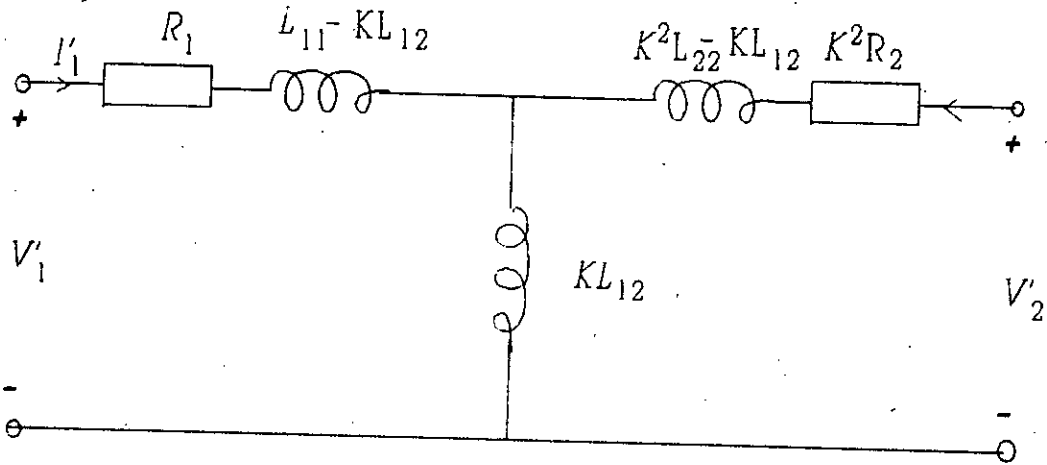 I′₁ R₁ L₁₁ - KL₁₂ K²L₂₂ - KL₁₂ K²R₂
+ +
V′₁ KL₁₂ V′₂
- -